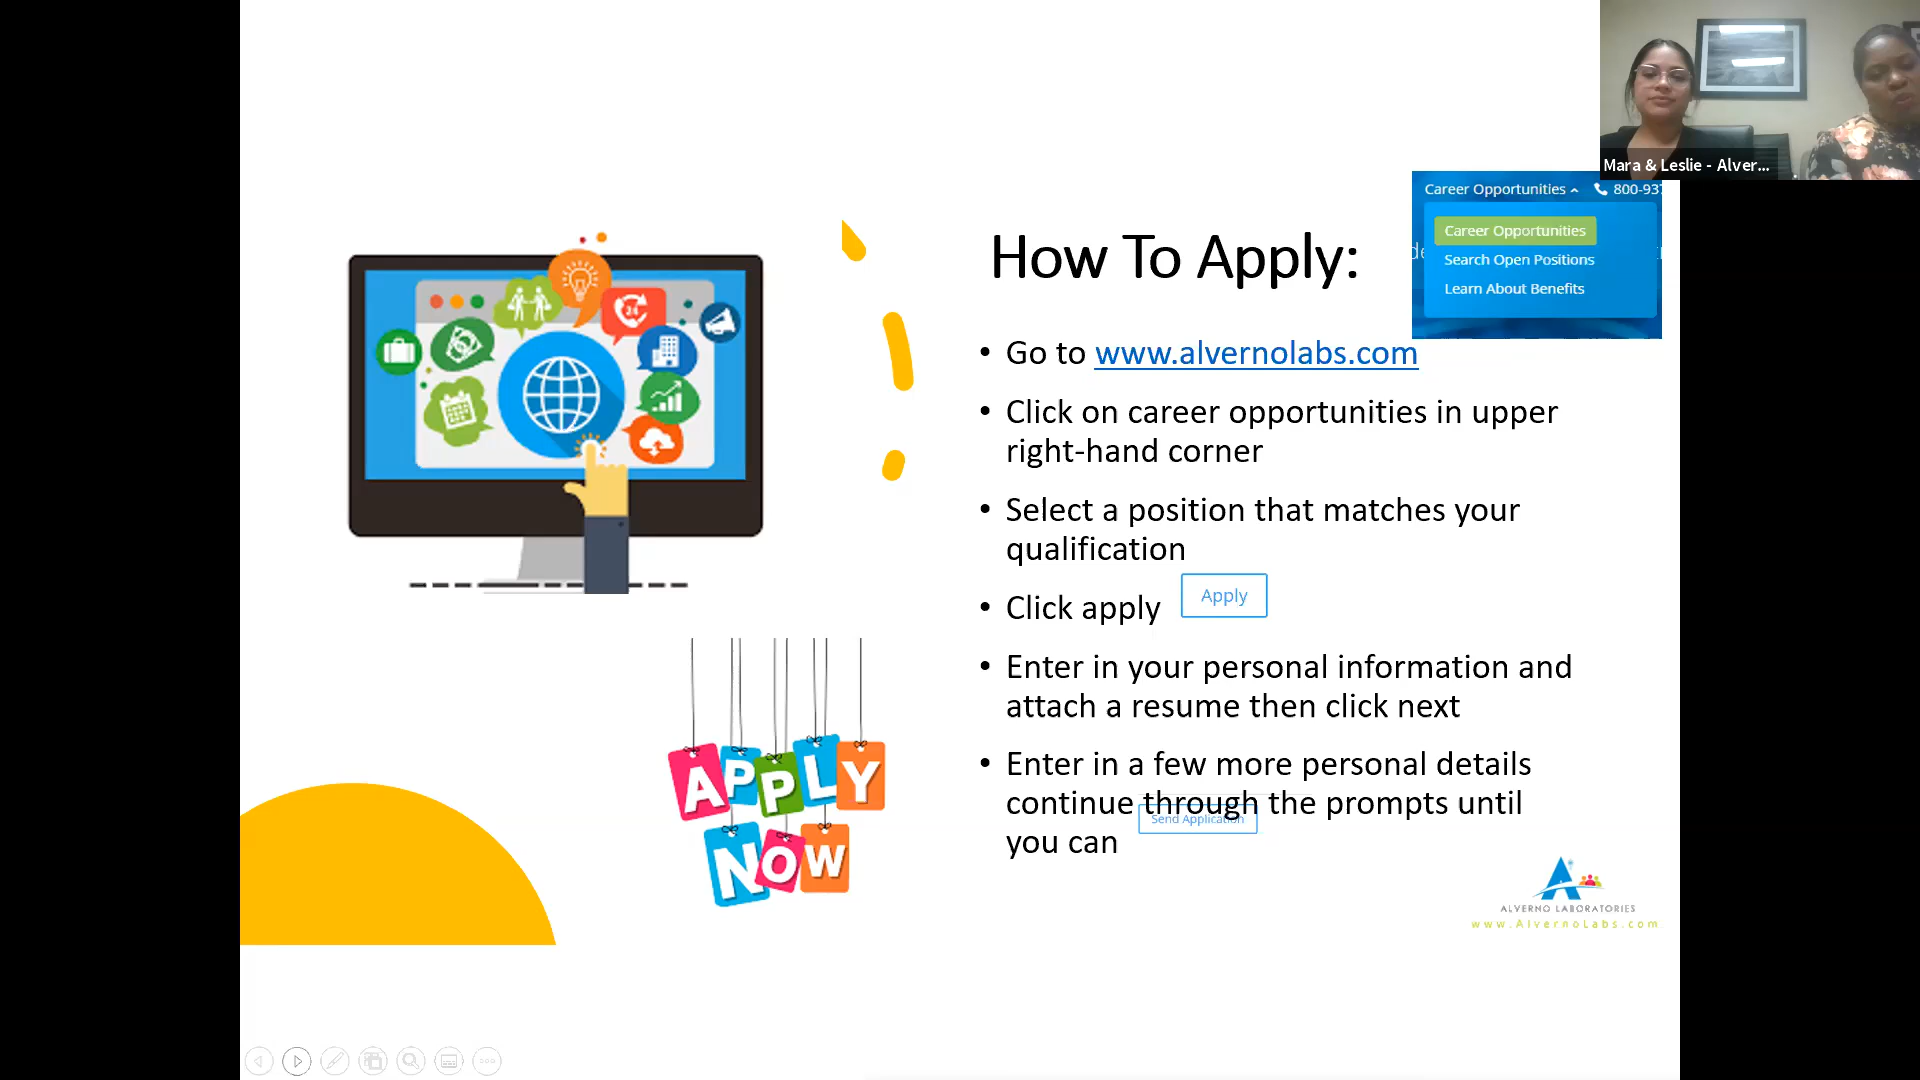 Mara & Leslie - Alver...
Career Opportunities
800-937
Career Opportunities
Search Open Positions
Learn About Benefits
How To Apply:
• Go to www.alvernolabs.com
• Click on career opportunities in upper
right-hand corner
• Select a position that matches your
qualification
• Click apply
Apply
• Enter in your personal information and
attach a resume then click next
• Enter in a few more personal details
continue through the prompts until
you can
Send Application
24
APPLY
NOW
ALVERNO LABORATORIES
www.AlvernoLabs.com